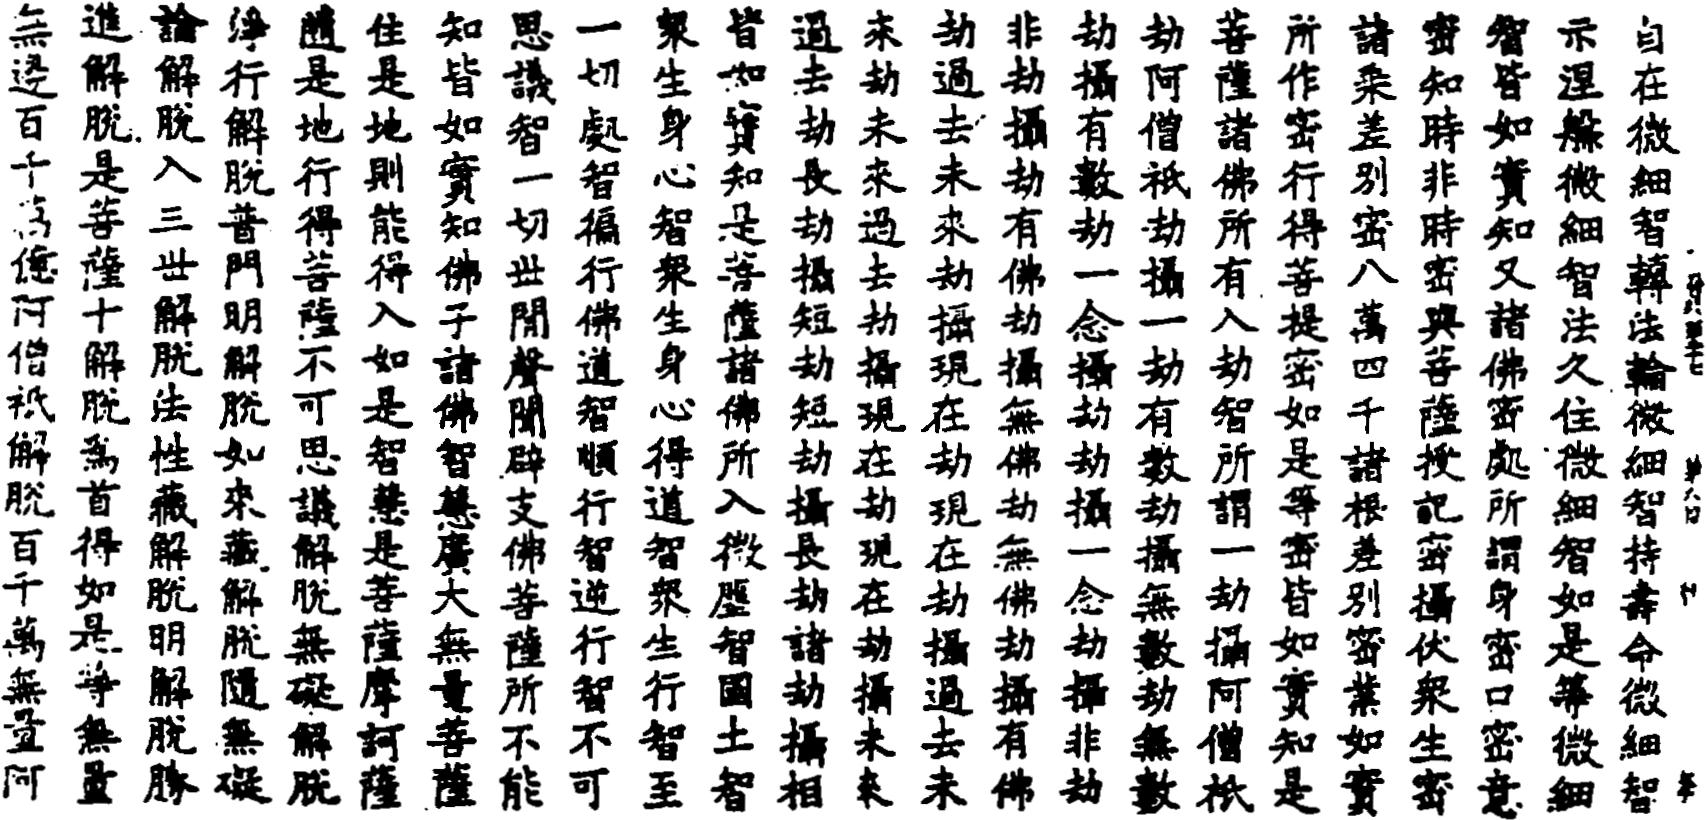 自在微細智轉法輪微細智持壽命微細智
示涅槃微細智法久住微細智如是等微細
智皆如實知又諸佛密處所謂身密口密意
密知時非時密與菩薩授記密攝伏眾生密
諸乘差別密八萬四千諸根差別密業如實
所作密行得菩提密如是等密皆如實知是
菩薩諸佛所有入劫智所謂一劫攝阿僧祇
劫阿僧祇劫攝一劫有數劫攝無數劫無數
劫攝有數劫一念攝劫劫攝一念劫攝非劫
非劫攝劫有佛劫攝無佛劫無佛劫攝有佛
劫過去未來劫攝現在劫現在劫攝過去未
來劫未來過去劫攝現在劫現在劫攝未來
過去劫長劫攝短劫短劫攝長劫諸劫攝相
皆如實知是菩薩諸佛所入微塵智國土智
眾生身心智眾生身心得道智眾生行智至
一切處智徧行佛道智順行智逆行智不可
思議智一切世間聲聞辟支佛菩薩所不能
知皆如實知佛子諸佛智慧廣大無量菩薩
住是地則能得入如是智慧是菩薩摩訶薩
隨是地行得菩薩不可思議解脫無礙解脫
淨行解脫普門明解脫如來藏解脫隨無礙
論解脫入三世解脫法性藏解脫明解脫勝
進解脫是菩薩十解脫為首得如是等無量
無邊百千萬億阿僧祇解脫百千萬無量阿